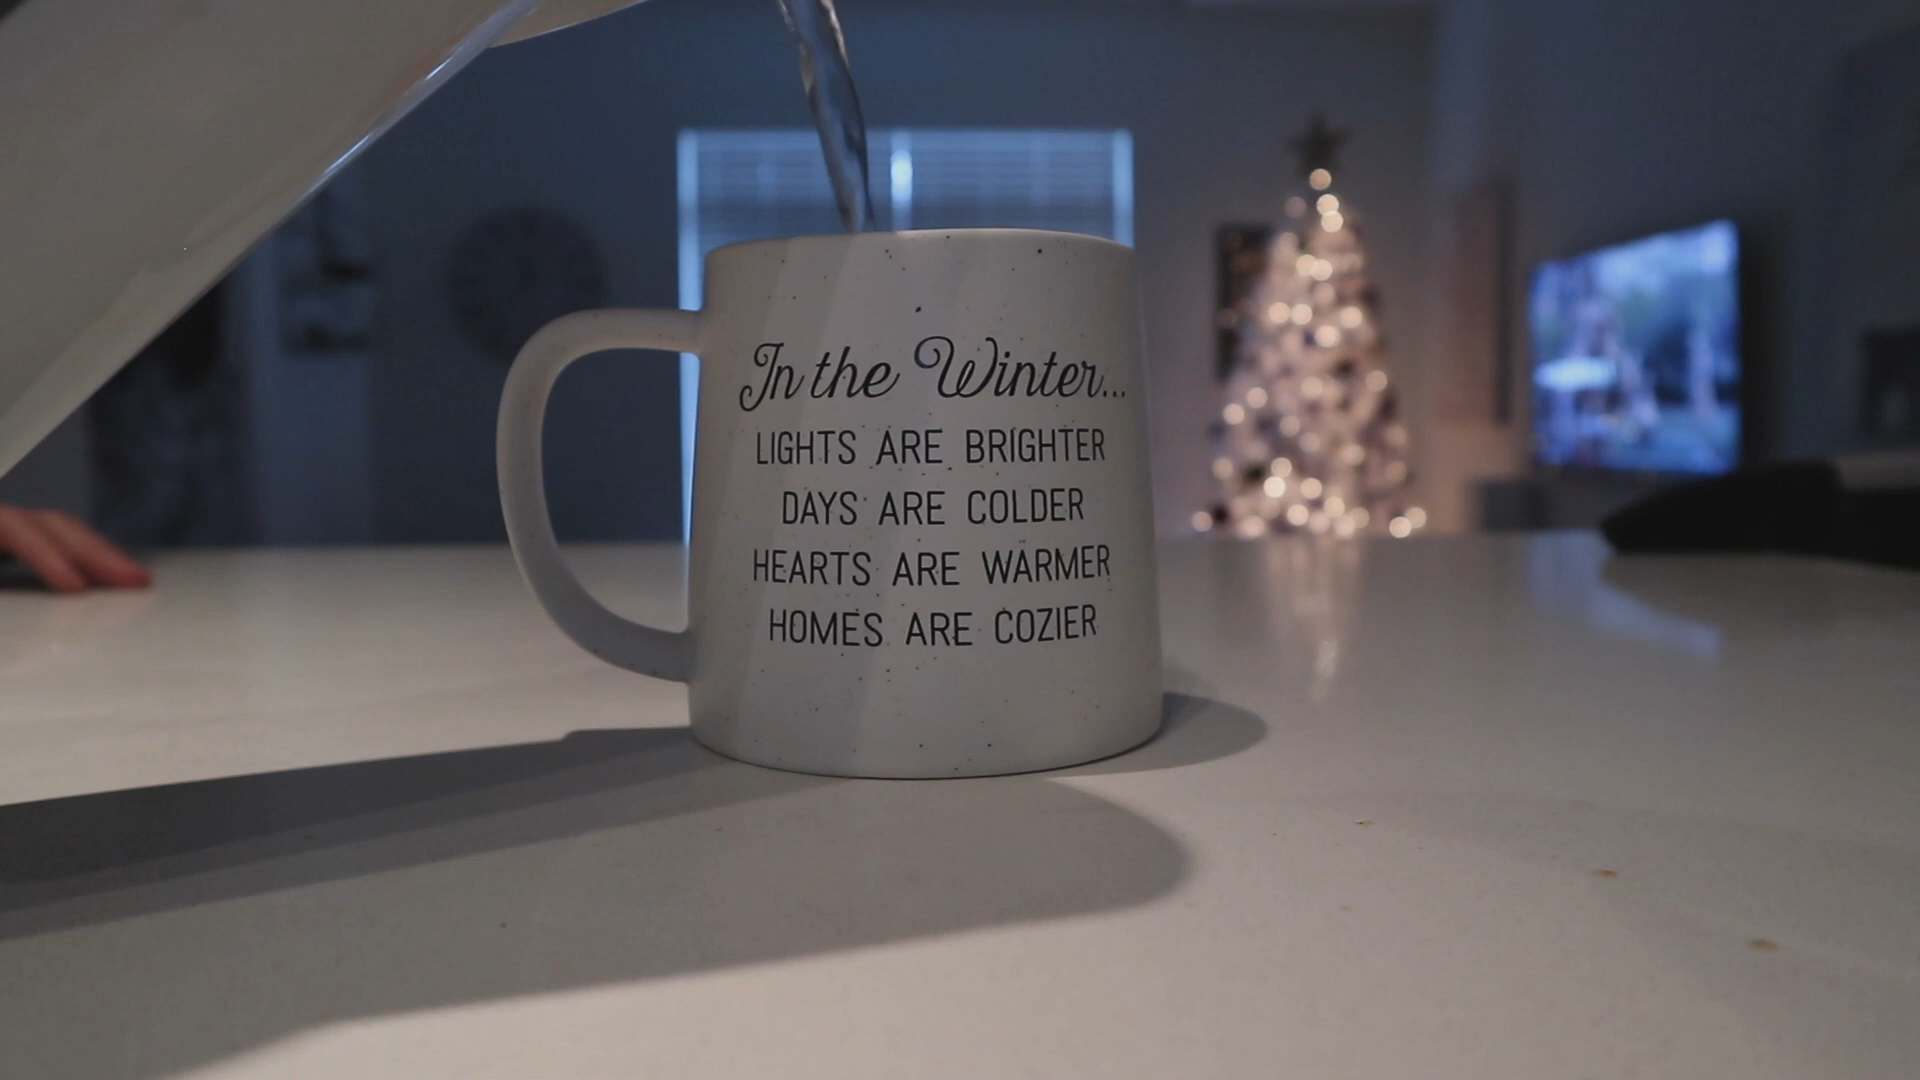 In the Winter...
LIGHTS ARE BRIGHTER
DAYS ARE COLDER
HEARTS ARE WARMER
HOMES ARE COZIER